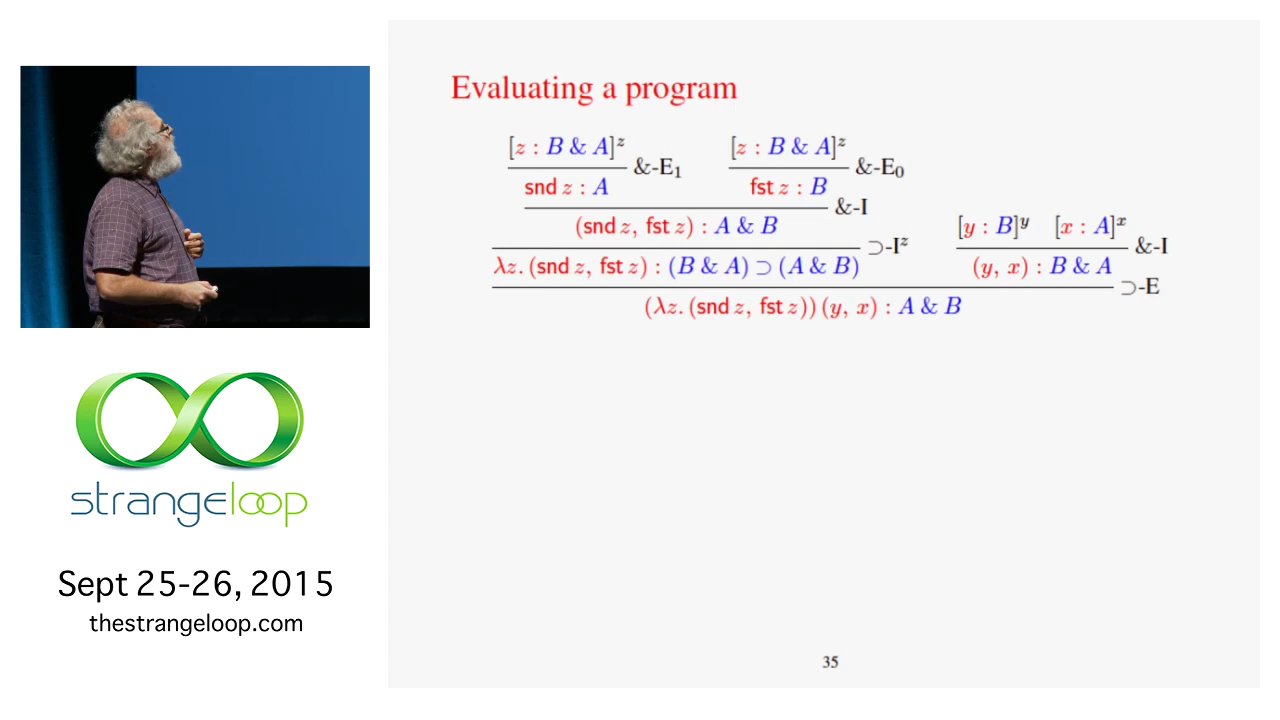 Evaluating a program
[z : B & A]ᶻ &-E₁ [z : B & A]ᶻ &-E₀
snd z : A fst z : B &-I
(snd z, fst z) : A & B ⊃-Iᶻ [y : B]ʸ [x : A]ˣ &-I
λz. (snd z, fst z) : (B & A) ⊃ (A & B) (y, x) : B & A ⊃-E
(λz. (snd z, fst z)) (y, x) : A & B
35
strangeloop
Sept 25-26, 2015
thestrangeloop.com